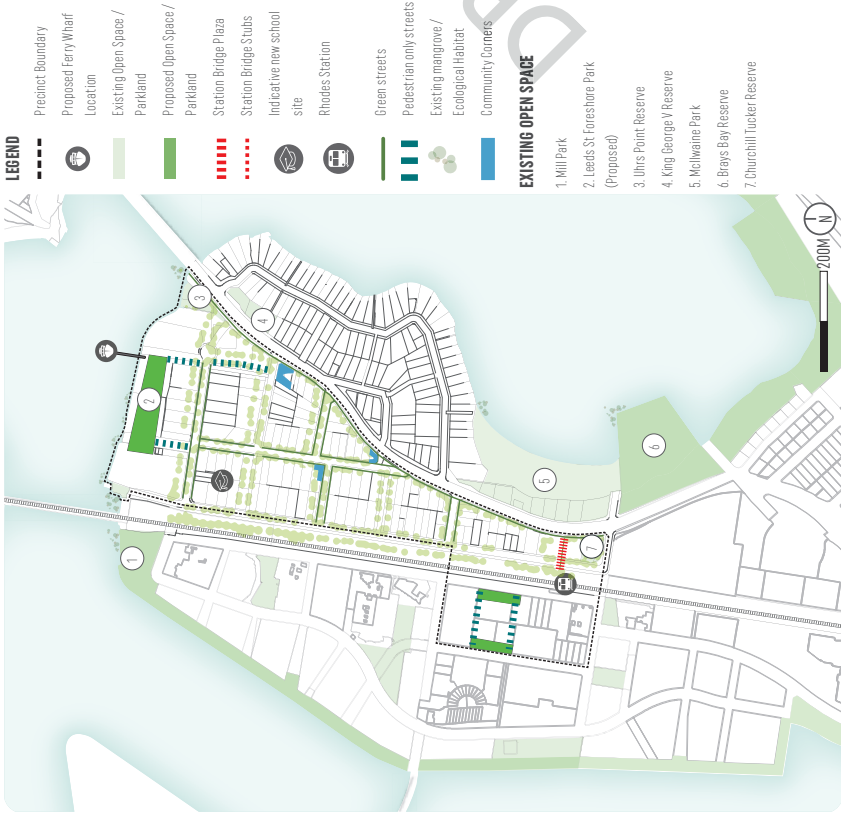 LEGEND
Precinct Boundary
Proposed Ferry Wharf
Location
Existing Open Space /
Parkland
Proposed Open Space /
Parkland
Station Bridge Plaza
Station Bridge Stubs
Indicative new school
site
Rhodes Station
Green streets
Pedestrian only streets
Existing mangrove /
Ecological Habitat
Community Corners
EXISTING OPEN SPACE
1. Mill Park
2. Leeds St Foreshore Park
(Proposed)
3. Uhrs Point Reserve
4. King George V Reserve
5. McIlwaine Park
6. Brays Bay Reserve
7. Churchill Tucker Reserve
1
2
3
4
5
6
7
200M
N